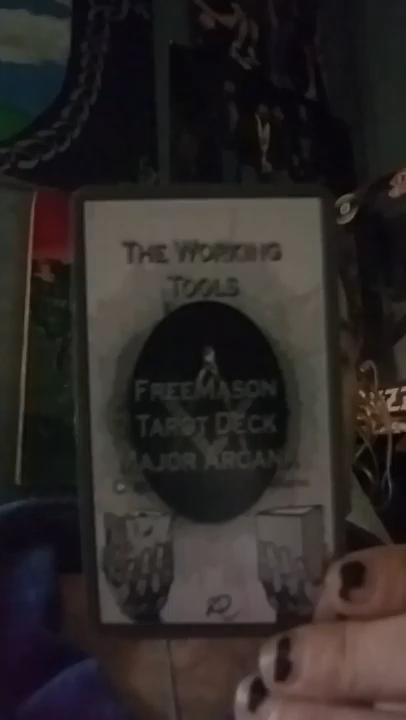 The Working
Tools
FreeMason
Tarot Deck
Major Arcana